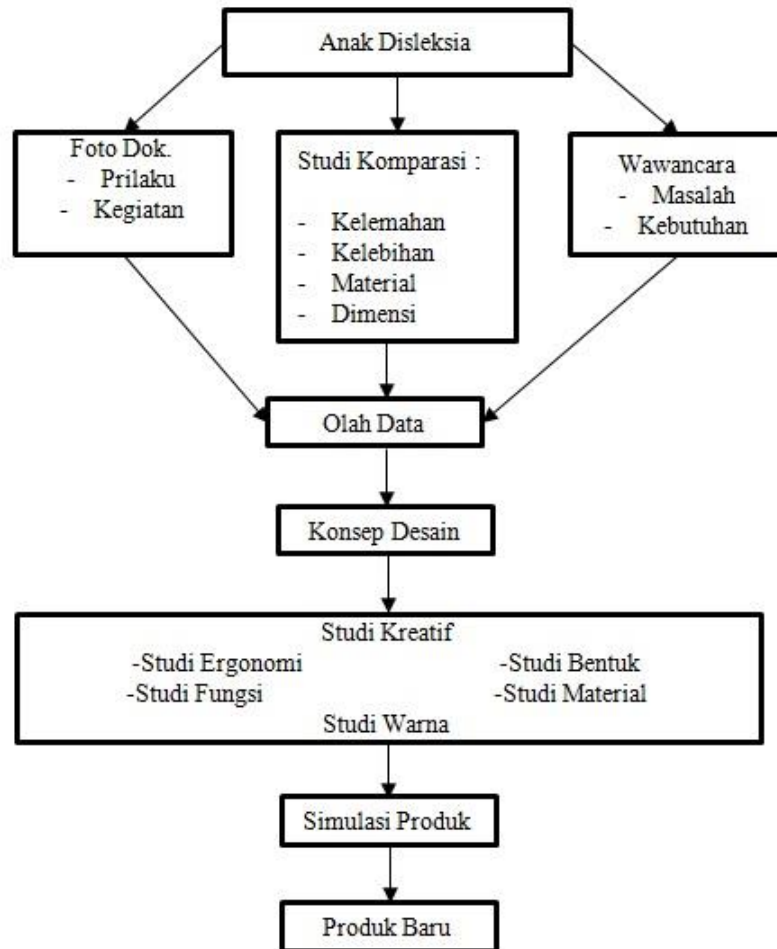 Anak Disleksia
Foto Dok.
- Prilaku
- Kegiatan
Studi Komparasi :
- Kelemahan
- Kelebihan
- Material
- Dimensi
Wawancara
- Masalah
- Kebutuhan
Olah Data
Konsep Desain
Studi Kreatif
-Studi Ergonomi -Studi Bentuk
-Studi Fungsi -Studi Material
Studi Warna
Simulasi Produk
Produk Baru